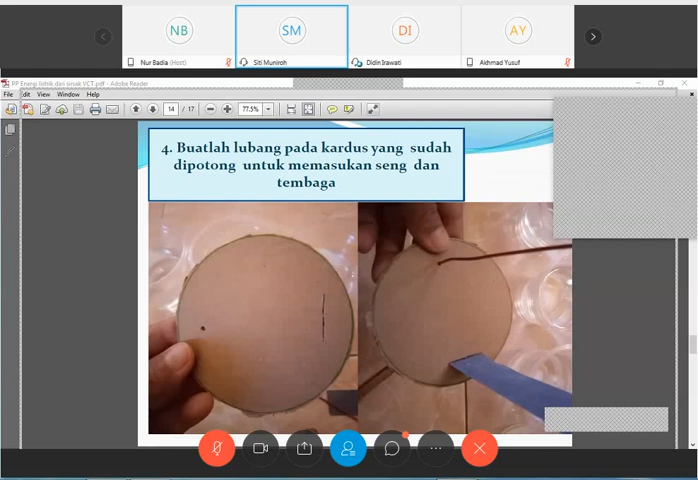 NB
SM
DI
AY
Nur Badia (Host)
Siti Muniroh
Didin Irawati
Akhmad Yusuf
PP Energi listrik dari sirsak VCT.pdf - Adobe Reader
File Edit View Window Help
14 / 17
77.5%
4. Buatlah lubang pada kardus yang sudah
dipotong untuk memasukan seng dan
tembaga